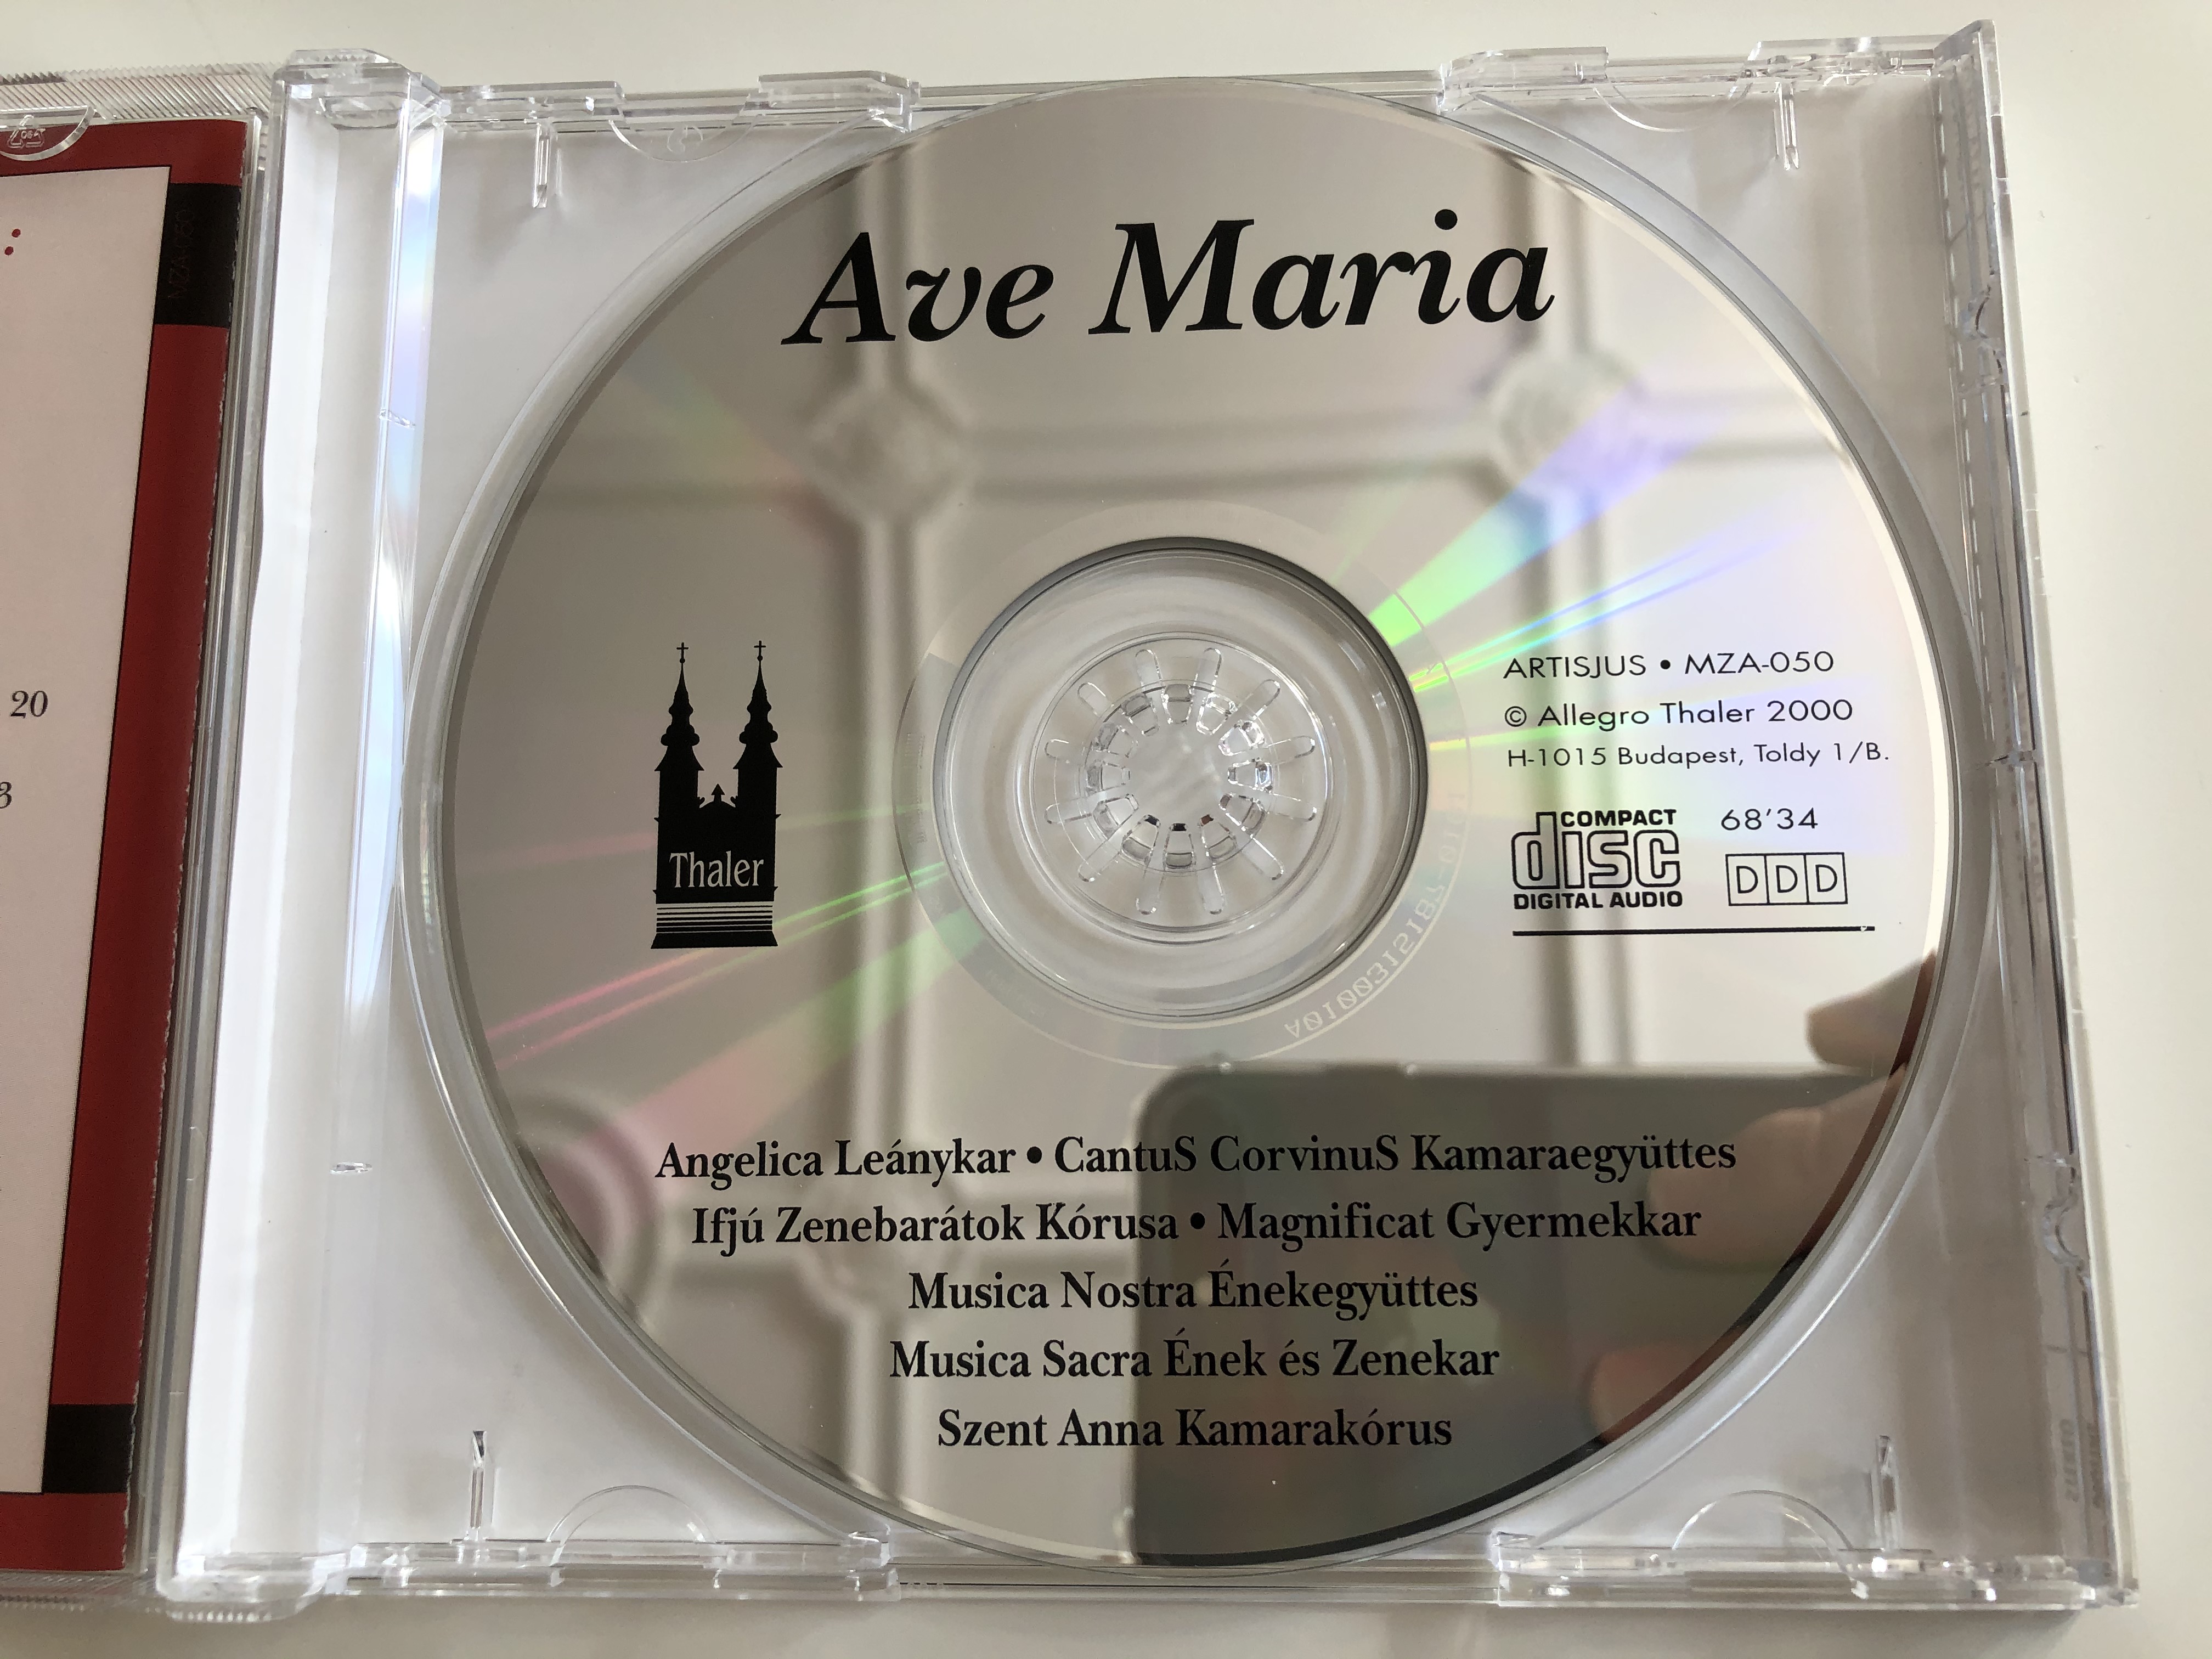 Ave Maria
MZA-050
20
Thaler
ARTISJUS • MZA-050
© Allegro Thaler 2000
H-1015 Budapest, Toldy 1/B.
COMPACT
disc
DIGITAL AUDIO
68'34
DDD
Angelica Leánykar • CantuS CorvinuS Kamaraegyüttes
Ifjú Zenebarátok Kórusa • Magnificat Gyermekkar
Musica Nostra Énekegyüttes
Musica Sacra Ének és Zenekar
Szent Anna Kamarakórus